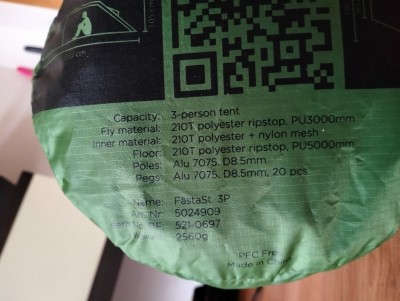 Capacity: 3-person tent
Fly material: 210T polyester ripstop, PU3000mm
Inner material: 210T polyester + nylon mesh
Floor: 210T polyester ripstop, PU5000mm
Poles: Alu 7075, D8.5mm
Pegs: Alu 7075, D8.5mm, 20 pcs
Name: FastaSt 3P
Art.Nr: 5024909
521-0697
2560g
PFC Free
Made in